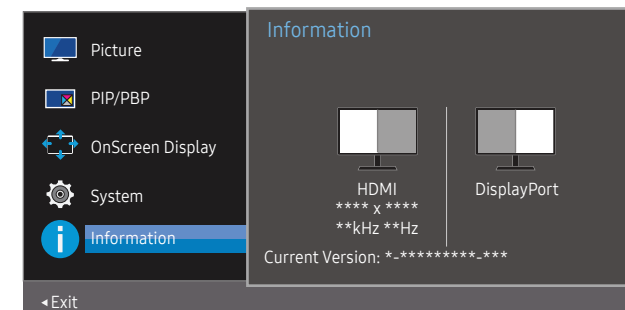 Information
Picture
PIP/PBP
OnScreen Display
System
Information
HDMI
**** x ****
**kHz **Hz
DisplayPort
Current Version: *-*********-***
◂Exit